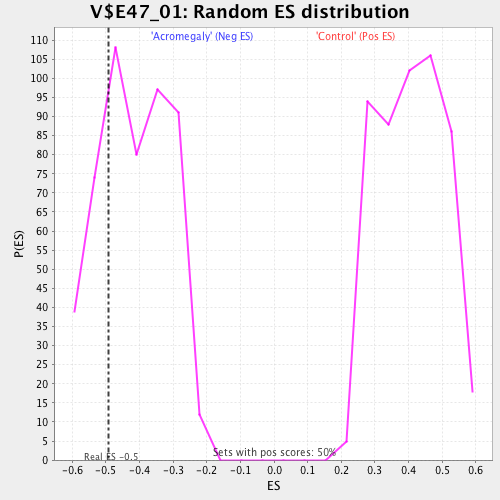 V$E47_01: Random ES distribution
'Acromegaly' (Neg ES)
'Control' (Pos ES)
110
105
100
95
90
85
80
75
70
65
60
55
50
45
40
35
30
25
20
15
10
5
0
P(ES)
Real ES -0.5
Sets with pos scores: 50%
-0.6 -0.5 -0.4 -0.3 -0.2 -0.1 0.0 0.1 0.2 0.3 0.4 0.5 0.6
ES